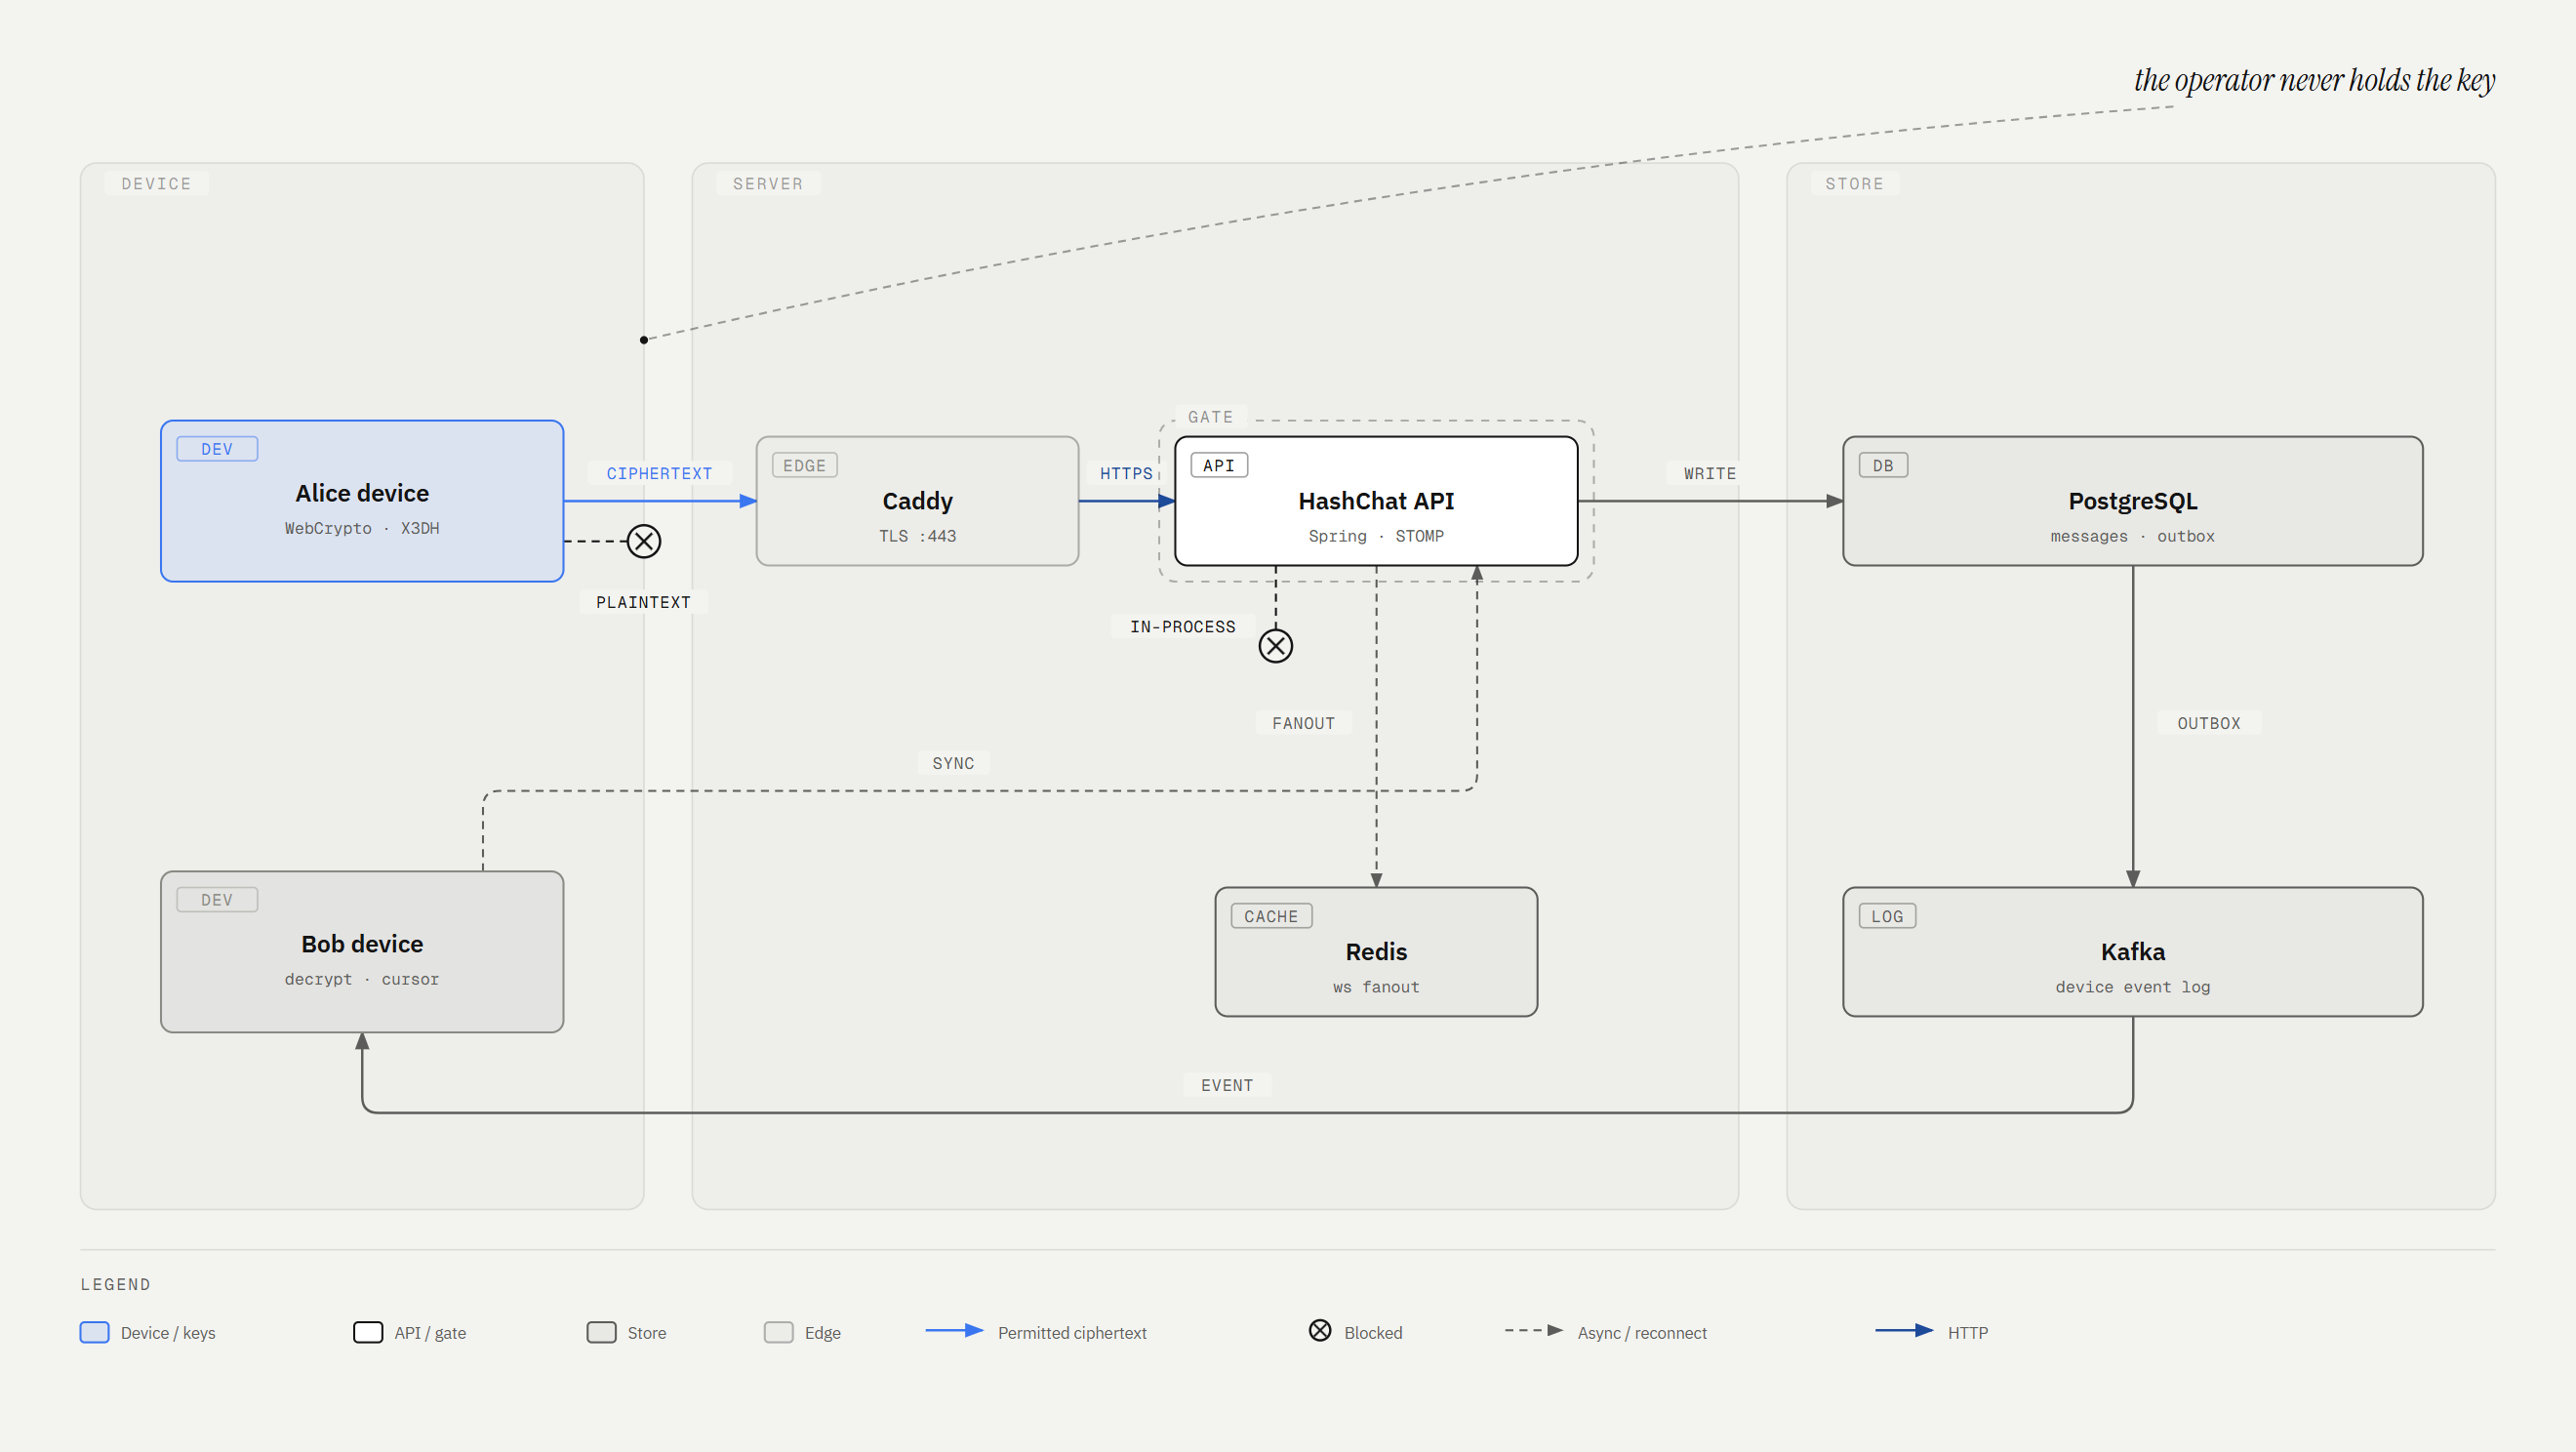 the operator never holds the key
DEVICE
SERVER
STORE
GATE
DEV
Alice device
WebCrypto · X3DH
CIPHERTEXT
PLAINTEXT
EDGE
Caddy
TLS :443
HTTPS
API
HashChat API
Spring · STOMP
WRITE
DB
PostgreSQL
messages · outbox
IN-PROCESS
FANOUT
OUTBOX
SYNC
DEV
Bob device
decrypt · cursor
CACHE
Redis
ws fanout
LOG
Kafka
device event log
EVENT
LEGEND
Device / keys
API / gate
Store
Edge
Permitted ciphertext
Blocked
Async / reconnect
HTTP